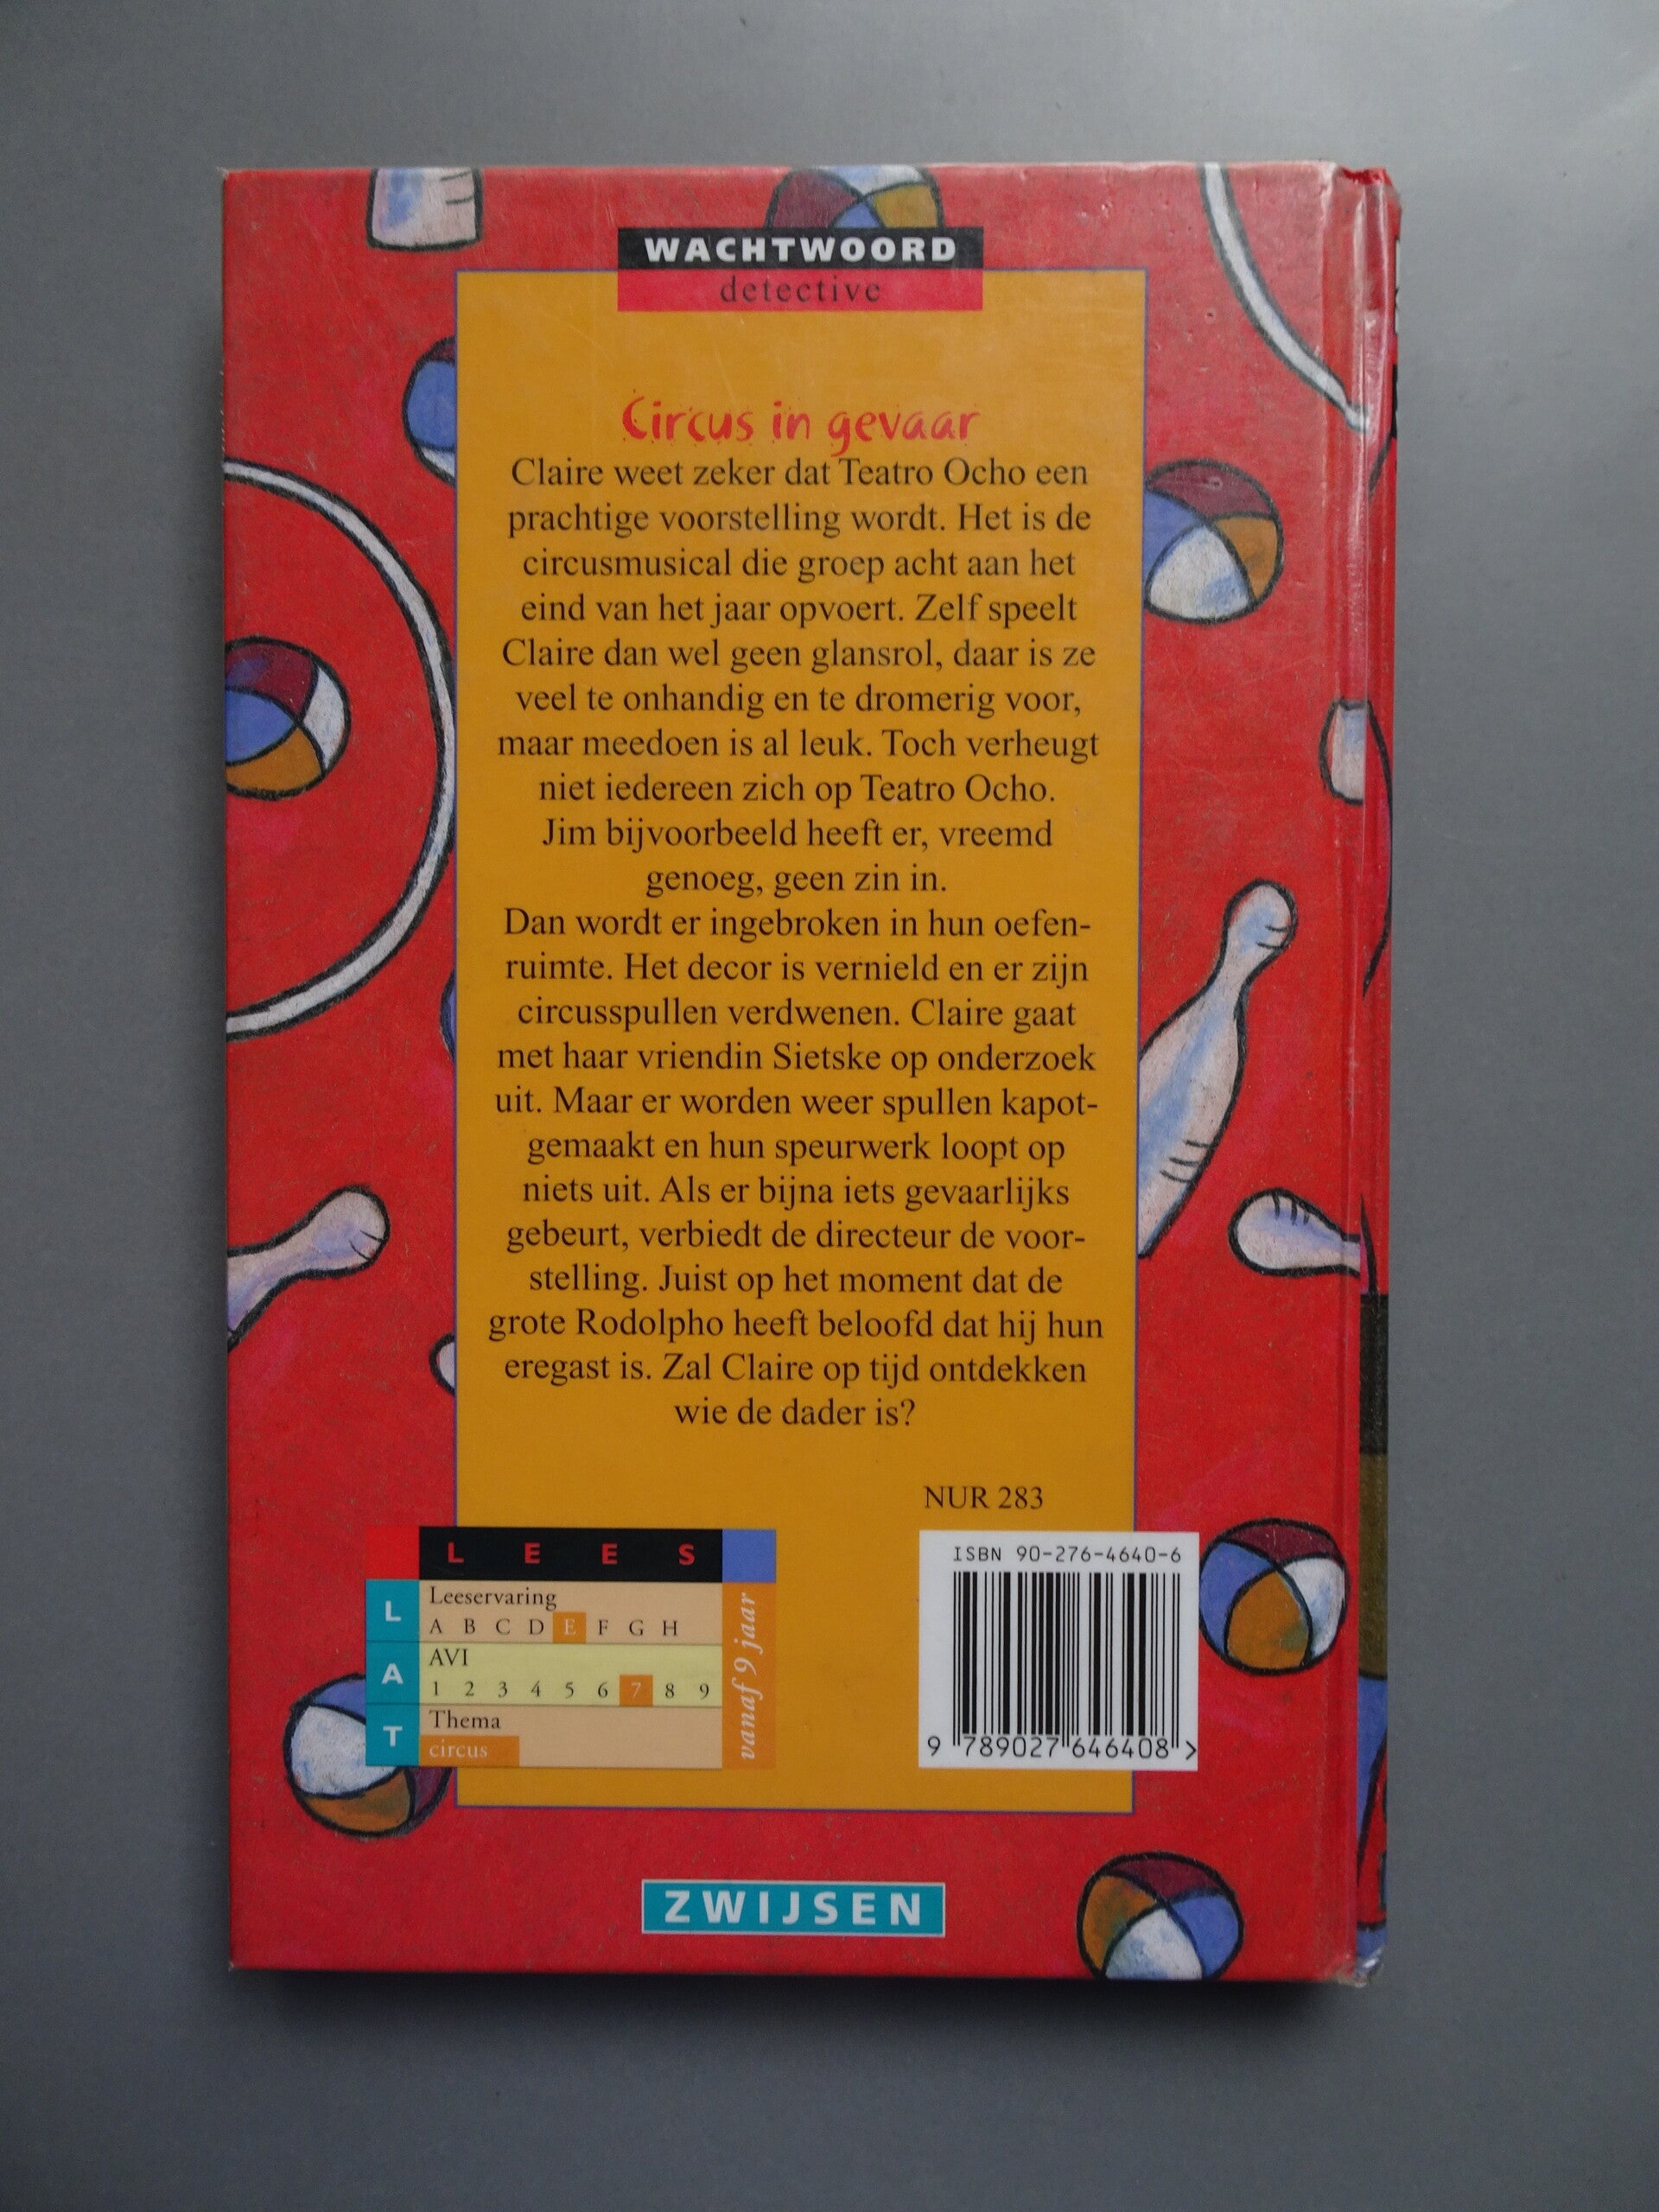 WACHTWOORD
detective
Circus in gevaar
Claire weet zeker dat Teatro Ocho een
prachtige voorstelling wordt. Het is de
circusmusical die groep acht aan het
eind van het jaar opvoert. Zelf speelt
Claire dan wel geen glansrol, daar is ze
veel te onhandig en te dromerig voor,
maar meedoen is al leuk. Toch verheugt
niet iedereen zich op Teatro Ocho.
Jim bijvoorbeeld heeft er, vreemd
genoeg, geen zin in.
Dan wordt er ingebroken in hun oefen-
ruimte. Het decor is vernield en er zijn
circusspullen verdwenen. Claire gaat
met haar vriendin Sietske op onderzoek
uit. Maar er worden weer spullen kapot-
gemaakt en hun speurwerk loopt op
niets uit. Als er bijna iets gevaarlijks
gebeurt, verbiedt de directeur de voor-
stelling. Juist op het moment dat de
grote Rodolpho heeft beloofd dat hij hun
eregast is. Zal Claire op tijd ontdekken
wie de dader is?
NUR 283
LEES
LAT
Leeservaring
A B C D E F G H
AVI
1 2 3 4 5 6 7 8 9
Thema
circus
vanaf 9 jaar
ISBN 90-276-4640-6
9 789027 646408 >
ZWIJSEN